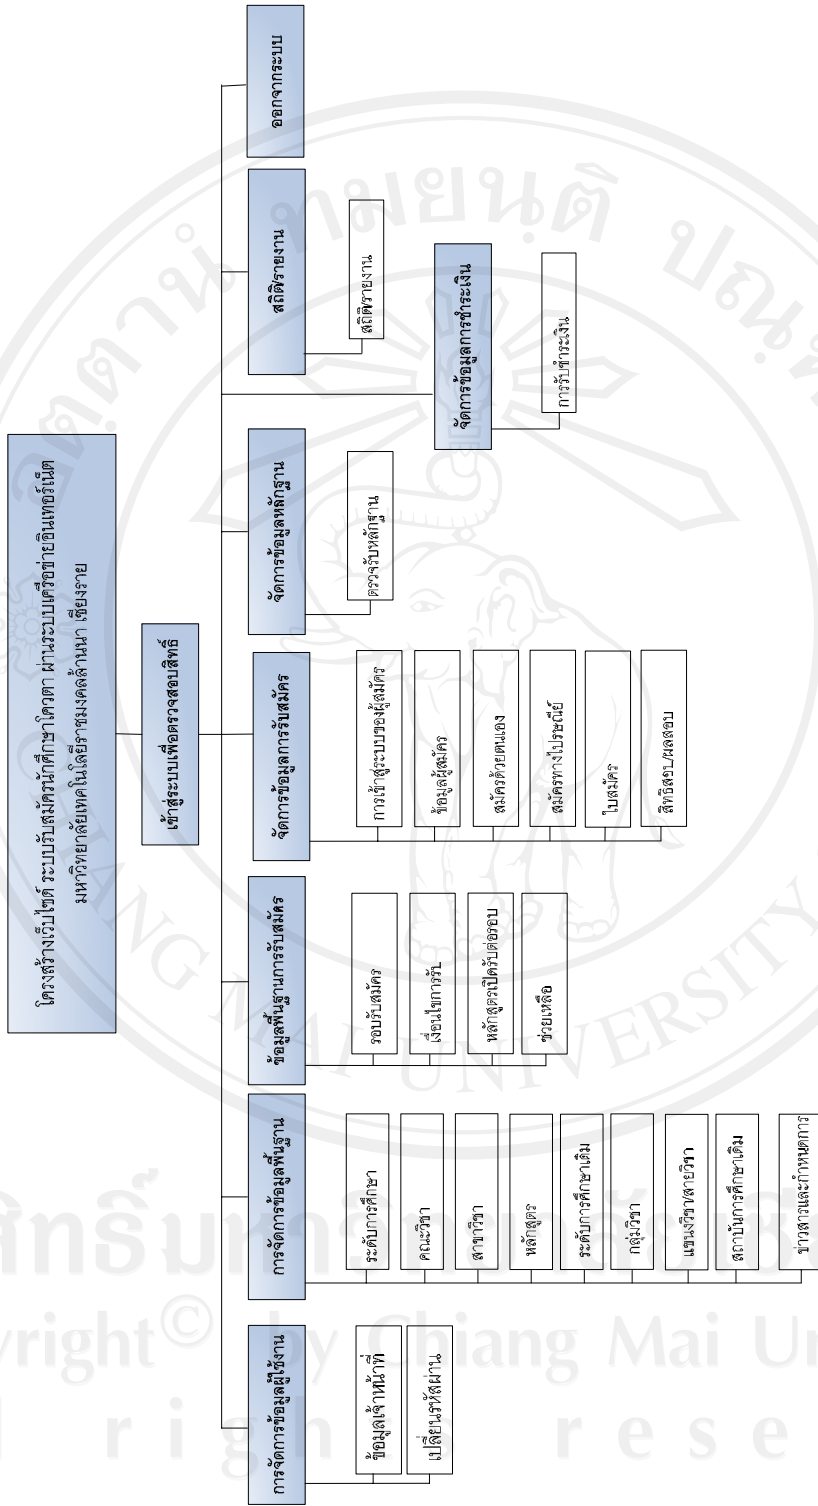 โครงสร้างเว็บไซต์ ระบบรับสมัครนักศึกษาโควตา ผ่านระบบเครือข่ายอินเทอร์เน็ต
มหาวิทยาลัยเทคโนโลยีราชมงคลล้านนา เชียงราย
เข้าสู่ระบบเพื่อตรวจสอบสิทธิ์
การจัดการข้อมูลผู้ใช้งาน
ข้อมูลเจ้าหน้าที่
เปลี่ยนรหัสผ่าน
การจัดการข้อมูลพื้นฐาน
ระดับการศึกษา
คณะวิชา
สาขาวิชา
หลักสูตร
ระดับการศึกษาเดิม
กลุ่มวิชา
แขนงวิชา/สายวิชา
สถาบันการศึกษาเดิม
ข่าวสารและกำหนดการ
ข้อมูลพื้นฐานการรับสมัคร
รอบรับสมัคร
เงื่อนไขการรับ
หลักสูตรเปิดรับต่อรอบ
ช่วยเหลือ
จัดการข้อมูลการรับสมัคร
การเข้าสู่ระบบของผู้สมัคร
ข้อมูลผู้สมัคร
สมัครด้วยตนเอง
สมัครทางไปรษณีย์
ใบสมัคร
สิทธิสอบ/ผลสอบ
จัดการข้อมูลหลักฐาน
ตรวจรับหลักฐาน
จัดการข้อมูลการชำระเงิน
การรับชำระเงิน
สถิติ/รายงาน
สถิติ/รายงาน
ออกจากระบบ
อตฺตานํ ทมยนฺติ ปณฺฑิ
CHIANG MAI UNIVERSITY
yright© by Chiang Mai Un
rights rese